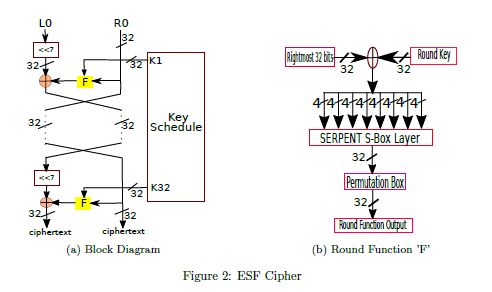 L0 R0
<<7
32
32
32
K1
F
Key
Schedule
32
32
<<7
K32
32
F
32
32
ciphertext
ciphertext
(a) Block Diagram
Rightmost 32 bits
Round Key
32
32
4 4 4 4 4 4 4 4
SERPENT S-Box Layer
32
Permutation Box
32
Round Function Output
(b) Round Function 'F'
Figure 2: ESF Cipher